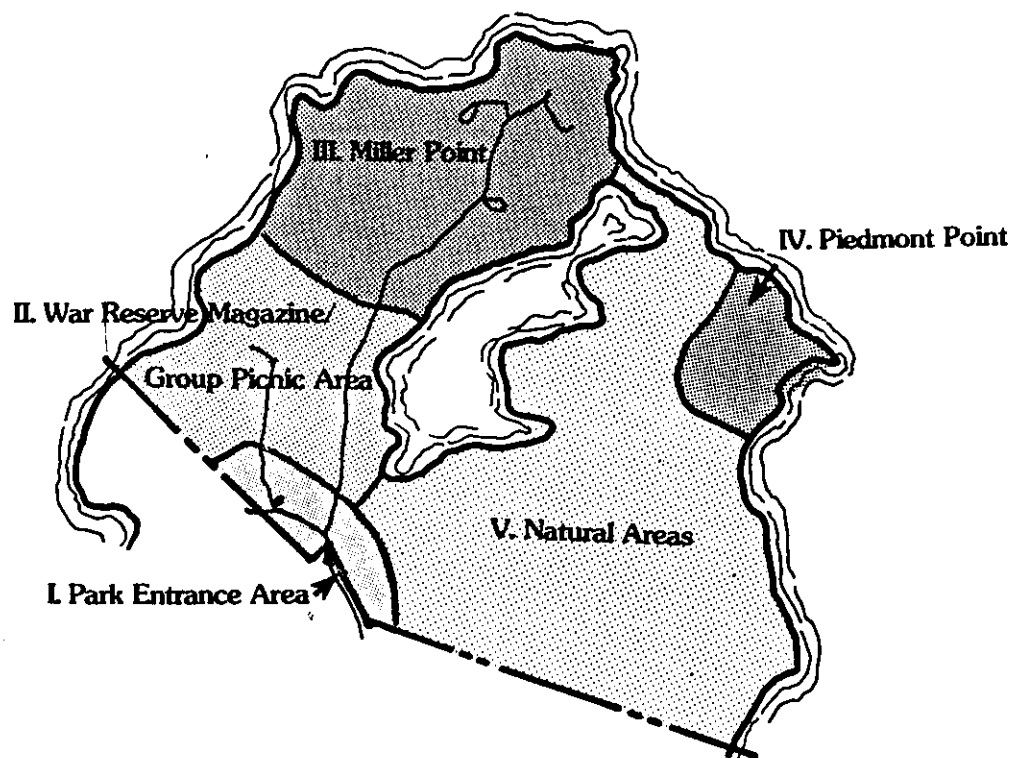 III. Miller Point
IV. Piedmont Point
II. War Reserve Magazine/
Group Picnic Area
V. Natural Areas
I. Park Entrance Area